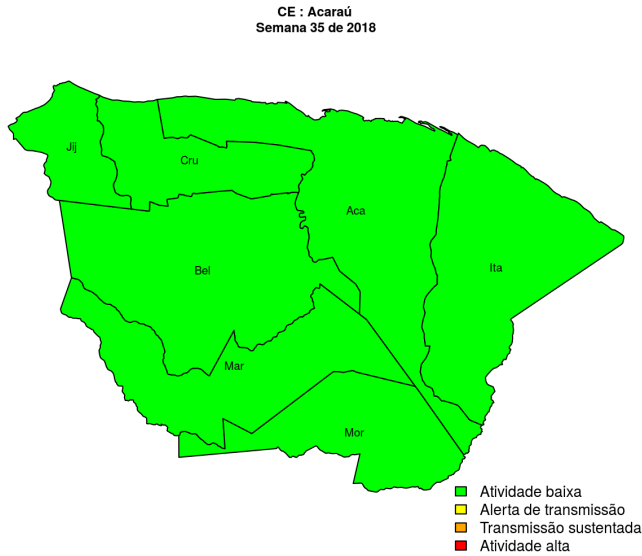 CE : Acaraú
Semana 35 de 2018
Jij
Cru
Aca
Bel
Ita
Mar
Mor
Atividade baixa
Alerta de transmissão
Transmissão sustentada
Atividade alta